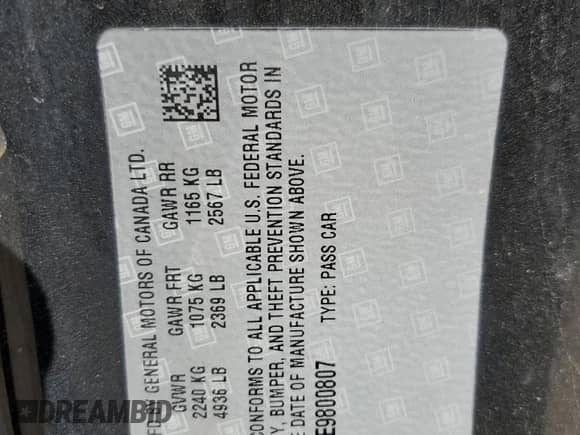 GENERAL MOTORS OF CANADA LTD.
GVWR GAWR FRT GAWR RR
2240 KG 1075 KG 1165 KG
4936 LB 2369 LB 2567 LB
CONFORMS TO ALL APPLICABLE U.S. FEDERAL MOTOR
Y, BUMPER, AND THEFT PREVENTION STANDARDS IN
E DATE OF MANUFACTURE SHOWN ABOVE.
E9800807 TYPE: PASS CAR
GM
DREAMBID